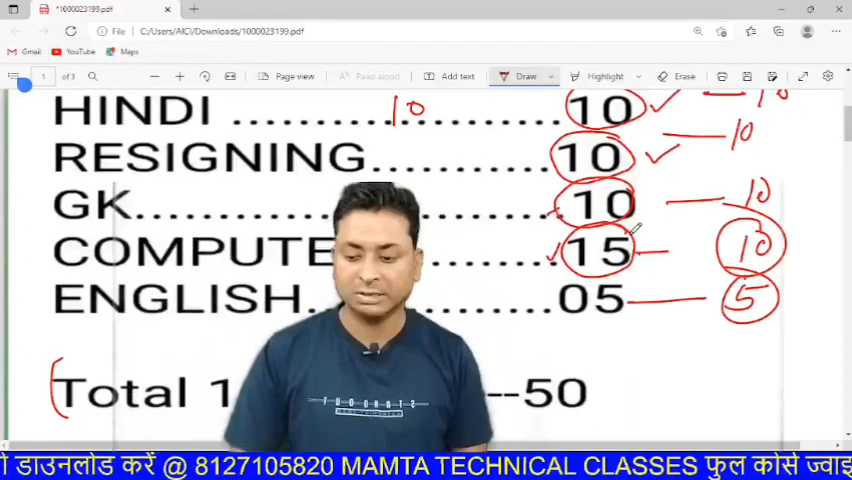 *1000023199.pdf
File C:/Users/AICI/Downloads/1000023199.pdf
Gmail YouTube Maps
1 of 3 Page view Read aloud Add text Draw Highlight Erase
HINDI ..........10..........10 10
RESIGNING...................10 10
GK..........................10 10
COMPUTE ..........15 10
ENGLISH. ..........05 5
Total 1 --50
डाउनलोड करें @ 8127105820 MAMTA TECHNICAL CLASSES फुल कोर्स ज्वाइ